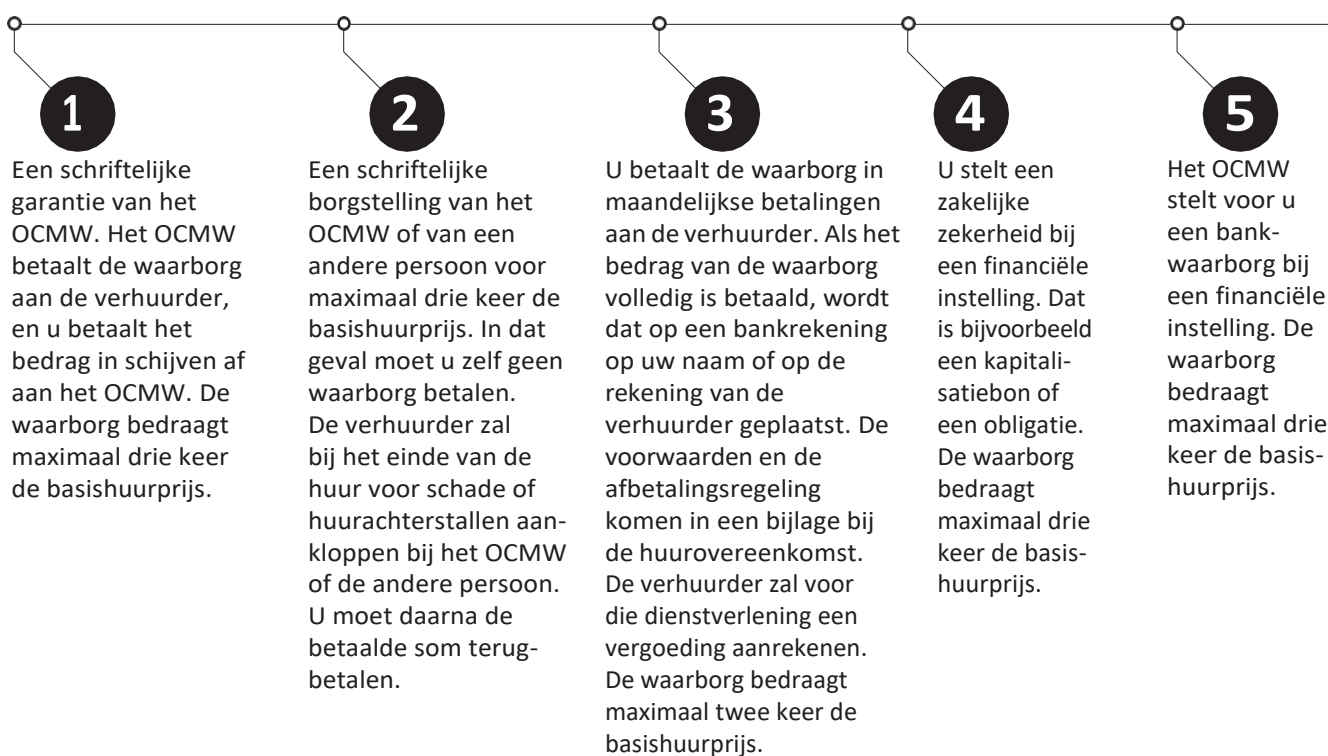 1
Een schriftelijke
garantie van het
OCMW. Het OCMW
betaalt de waarborg
aan de verhuurder,
en u betaalt het
bedrag in schijven af
aan het OCMW. De
waarborg bedraagt
maximaal drie keer
de basishuurprijs.
2
Een schriftelijke
borgstelling van het
OCMW of van een
andere persoon voor
maximaal drie keer de
basishuurprijs. In dat
geval moet u zelf geen
waarborg betalen.
De verhuurder zal
bij het einde van de
huur voor schade of
huurachterstallen aan-
kloppen bij het OCMW
of de andere persoon.
U moet daarna de
betaalde som terug-
betalen.
3
U betaalt de waarborg in
maandelijkse betalingen
aan de verhuurder. Als het
bedrag van de waarborg
volledig is betaald, wordt
dat op een bankrekening
op uw naam of op de
rekening van de
verhuurder geplaatst. De
voorwaarden en de
afbetalingsregeling
komen in een bijlage bij
de huurovereenkomst.
De verhuurder zal voor
die dienstverlening een
vergoeding aanrekenen.
De waarborg bedraagt
maximaal twee keer de
basishuurprijs.
4
U stelt een
zakelijke
zekerheid bij
een financiële
instelling. Dat
is bijvoorbeeld
een kapitali-
satiebon of
een obligatie.
De waarborg
bedraagt
maximaal drie
keer de basis-
huurprijs.
5
Het OCMW
stelt voor u
een bank-
waarborg bij
een financiële
instelling. De
waarborg
bedraagt
maximaal drie
keer de basis-
huurprijs.